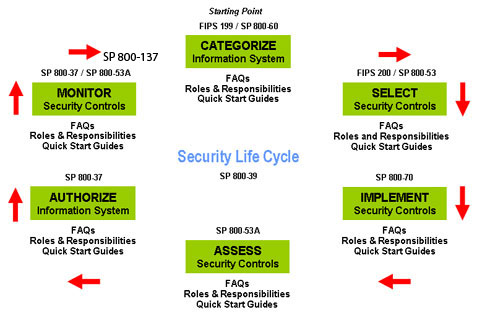 Starting Point
FIPS 199 / SP 800-60
CATEGORIZE
Information System
FAQs
Roles & Responsibilities
Quick Start Guides
SP 800-137
SP 800-37 / SP 800-53A
MONITOR
Security Controls
FAQs
Roles & Responsibilities
Quick Start Guides
FIPS 200 / SP 800-53
SELECT
Security Controls
FAQs
Roles and Responsibilities
Quick Start Guides
Security Life Cycle
SP 800-39
SP 800-37
AUTHORIZE
Information System
FAQs
Roles & Responsibilities
Quick Start Guides
SP 800-70
IMPLEMENT
Security Controls
FAQs
Roles & Responsibilities
Quick Start Guides
SP 800-53A
ASSESS
Security Controls
FAQs
Roles & Responsibilities
Quick Start Guides